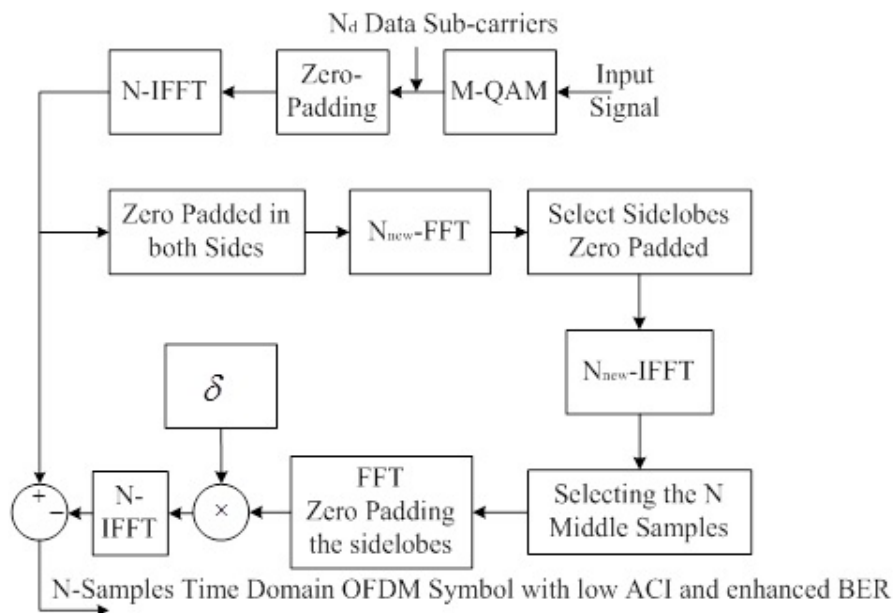 Nd Data Sub-carriers
N-IFFT
Zero-
Padding
M-QAM
Input
Signal
Zero Padded in
both Sides
Nnew-FFT
Select Sidelobes
Zero Padded
Nnew-IFFT
δ
+
−
N-
IFFT
×
FFT
Zero Padding
the sidelobes
Selecting the N
Middle Samples
N-Samples Time Domain OFDM Symbol with low ACI and enhanced BER